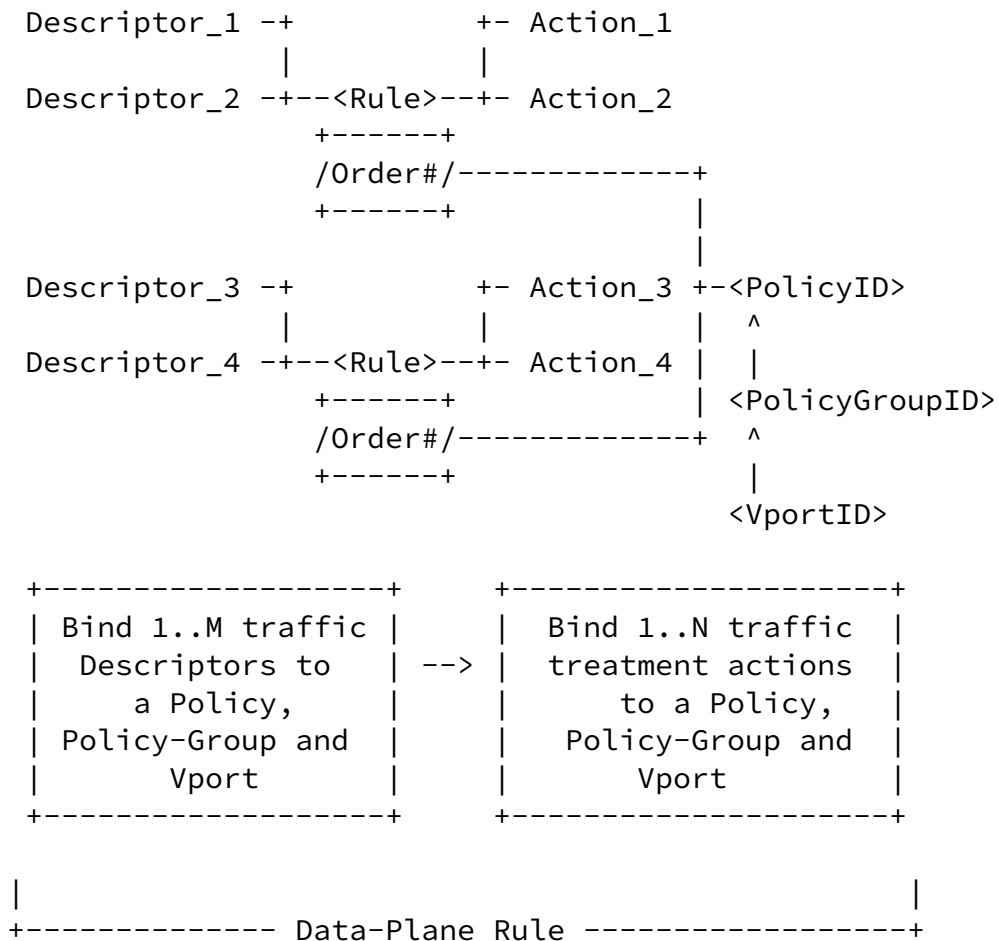 Descriptor_1 -+ +- Action_1
| |
Descriptor_2 -+--<Rule>--+- Action_2
+------+
/Order#/-------------+
+------+ |
|
Descriptor_3 -+ +- Action_3 +-<PolicyID>
| | | ^
Descriptor_4 -+--<Rule>--+- Action_4 | |
+------+ | <PolicyGroupID>
/Order#/-------------+ ^
+------+ |
<VportID>
+-------------------+ +---------------------+
| Bind 1..M traffic | | Bind 1..N traffic |
| Descriptors to | --> | treatment actions |
| a Policy, | | to a Policy, |
| Policy-Group and | | Policy-Group and |
| Vport | | Vport |
+-------------------+ +---------------------+
| |
+-------------- Data-Plane Rule ------------------+